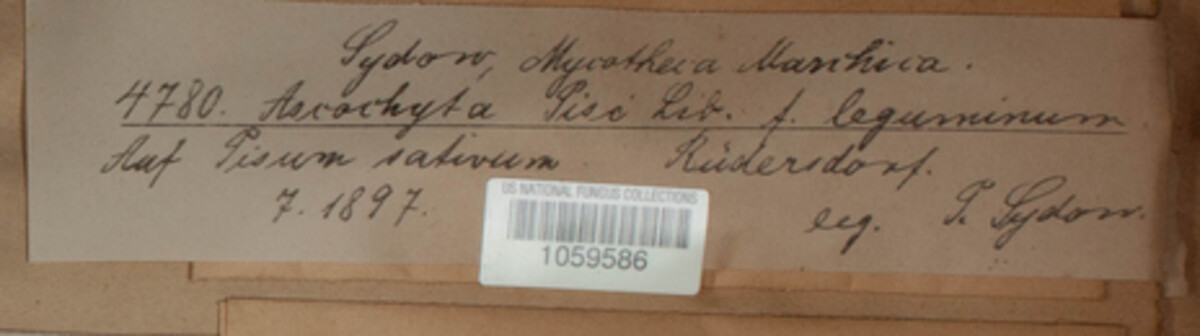 Sydow, Mycotheca Marchica.
4780. Ascochyta Pisi Lib. f. leguminum
Auf Pisum sativum Rüdersdorf.
7. 1897.
leg. P. Sydow.
US NATIONAL FUNGUS COLLECTIONS
1059586